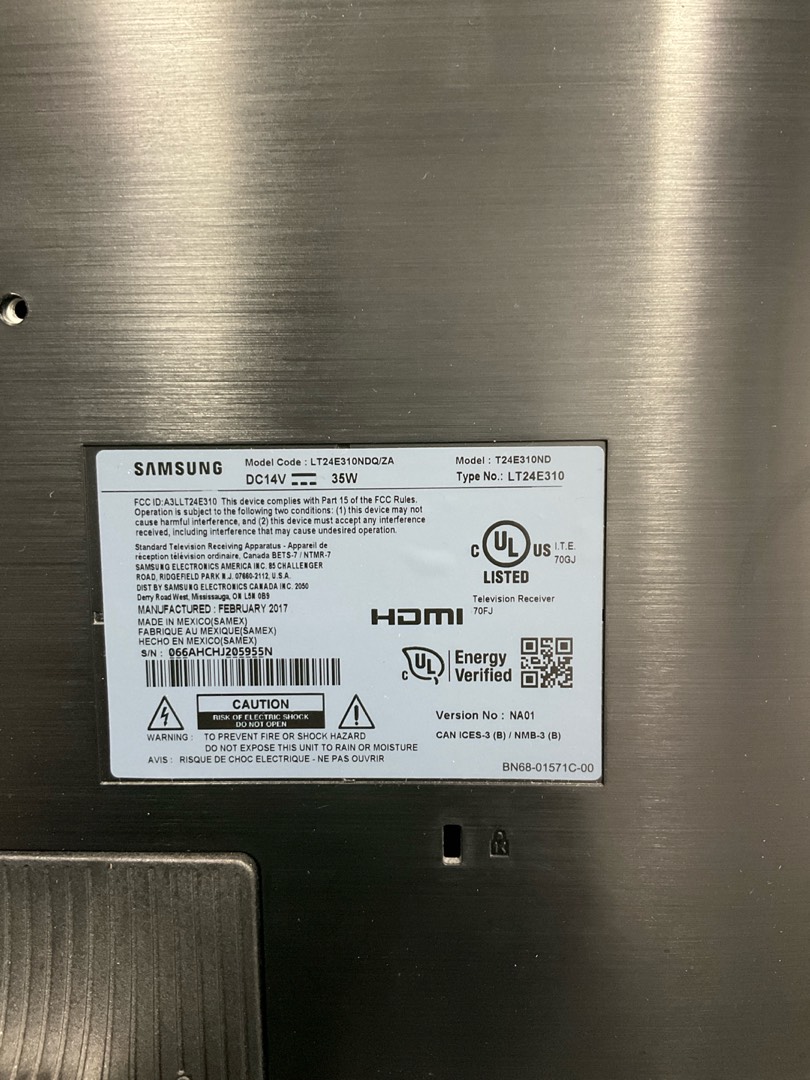 SAMSUNG
Model Code : LT24E310NDQ/ZA
DC14V 35W
Model : T24E310ND
Type No.: LT24E310
FCC ID:A3LLT24E310 This device complies with Part 15 of the FCC Rules.
Operation is subject to the following two conditions: (1) this device may not
cause harmful interference, and (2) this device must accept any interference
received, including interference that may cause undesired operation.
Standard Television Receiving Apparatus - Appareil de
réception télévision ordinaire, Canada BETS-7 / NTMR-7
SAMSUNG ELECTRONICS AMERICA INC. 85 CHALLENGER
ROAD, RIDGEFIELD PARK N.J. 07660-2112, U.S.A.
DIST BY SAMSUNG ELECTRONICS CANADA INC. 2050
Derry Road West, Mississauga, ON L5N 0B9
MANUFACTURED : FEBRUARY 2017
MADE IN MEXICO(SAMEX)
FABRIQUE AU MEXIQUE(SAMEX)
HECHO EN MEXICO(SAMEX)
S/N : 066AHCHJ205955N
C UL US I.T.E.
70GJ
LISTED
Television Receiver
70FJ
HDMI
C UL Energy
Verified
CAUTION
RISK OF ELECTRIC SHOCK
DO NOT OPEN
WARNING : TO PREVENT FIRE OR SHOCK HAZARD
DO NOT EXPOSE THIS UNIT TO RAIN OR MOISTURE
AVIS : RISQUE DE CHOC ELECTRIQUE - NE PAS OUVRIR
Version No : NA01
CAN ICES-3 (B) / NMB-3 (B)
BN68-01571C-00